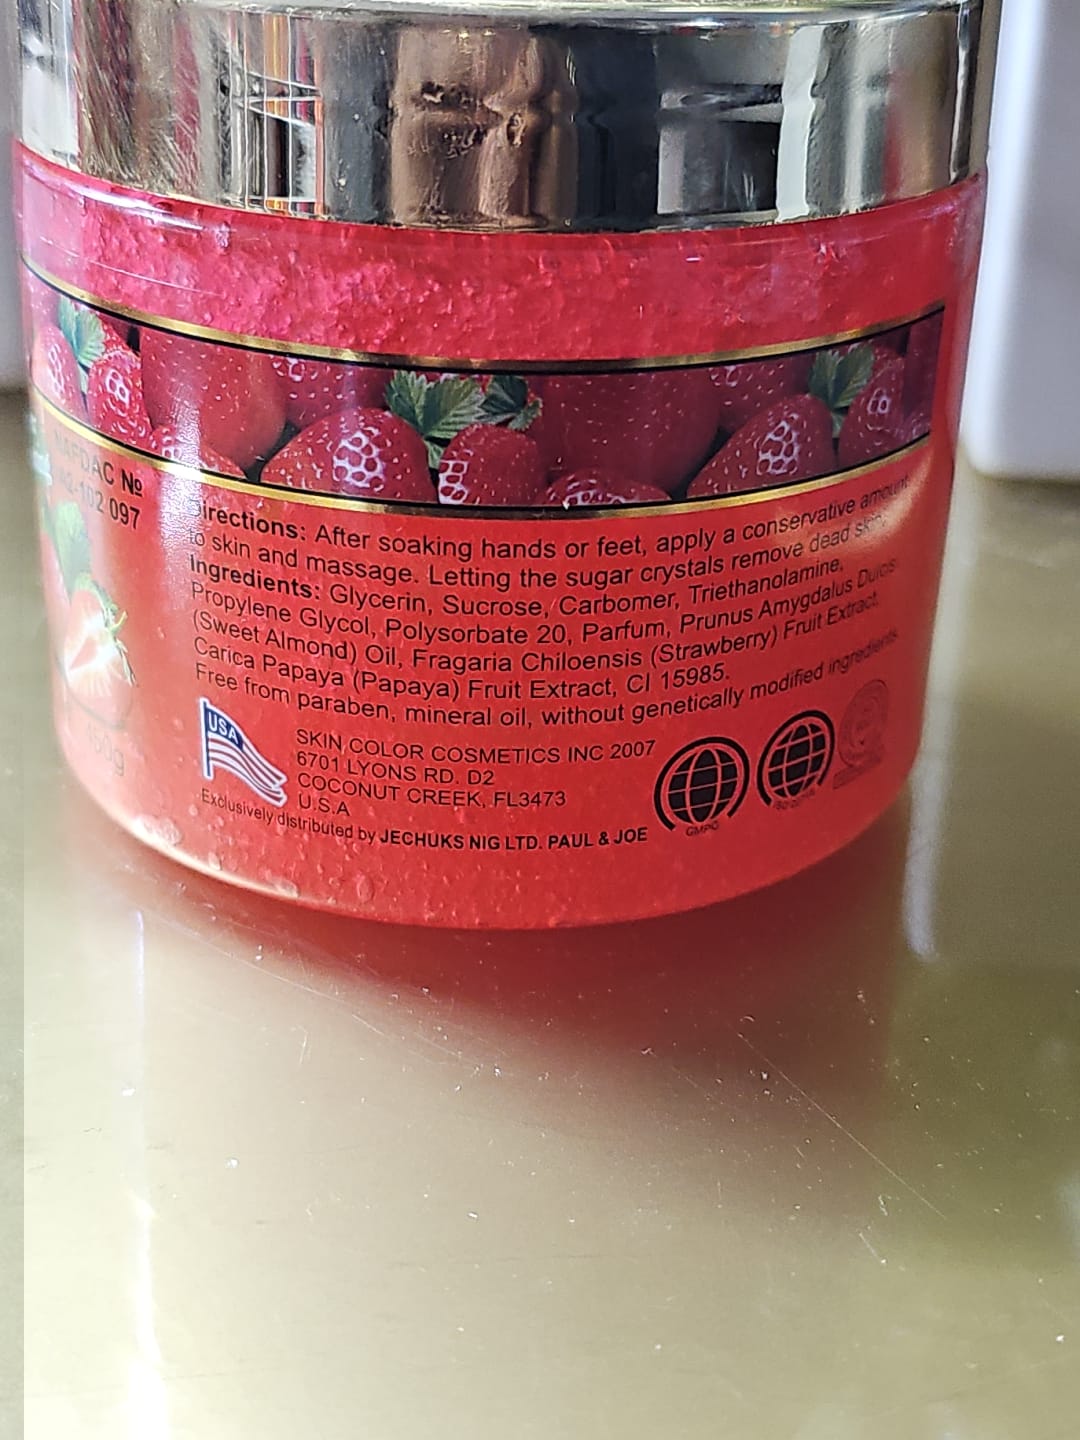 NAFDAC №
102 097
450g
Directions: After soaking hands or feet, apply a conservative amount
to skin and massage. Letting the sugar crystals remove dead skin.
Ingredients: Glycerin, Sucrose, Carbomer, Triethanolamine,
Propylene Glycol, Polysorbate 20, Parfum, Prunus Amygdalus Dulcis
(Sweet Almond) Oil, Fragaria Chiloensis (Strawberry) Fruit Extract,
Carica Papaya (Papaya) Fruit Extract, CI 15985.
Free from paraben, mineral oil, without genetically modified ingredients
USA
SKIN COLOR COSMETICS INC 2007
6701 LYONS RD. D2
COCONUT CREEK, FL3473
U.S.A
Exclusively distributed by JECHUKS NIG LTD. PAUL & JOE